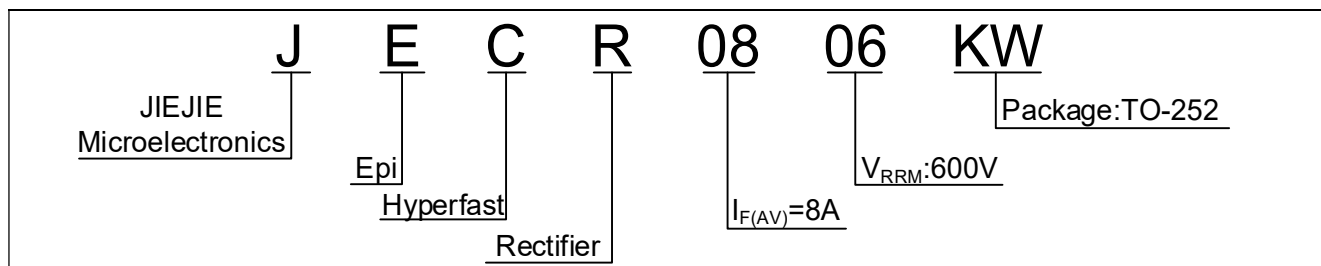 J E C R 08 06 KW
JIEJIE
Microelectronics
Package:TO-252
Epi
V_RRM:600V
Hyperfast
I_F(AV)=8A
Rectifier